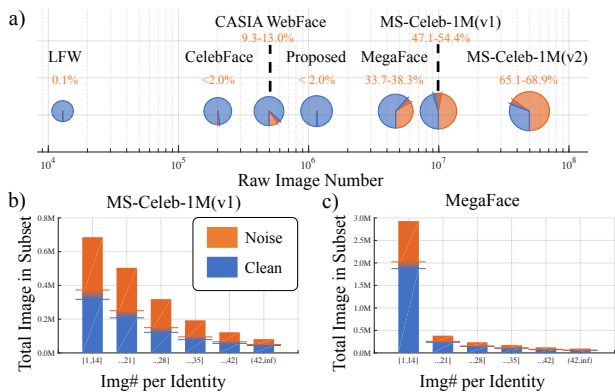 a)
CASIA WebFace
9.3-13.0%
MS-Celeb-1M(v1)
47.1-54.4%
LFW
0.1%
CelebFace
<2.0%
Proposed
< 2.0%
MegaFace
33.7-38.3%
MS-Celeb-1M(v2)
65.1-68.9%
10^4
10^5
10^6
10^7
10^8
Raw Image Number
b)
MS-Celeb-1M(v1)
Total Image in Subset
0.8M
0.6M
0.4M
0.2M
0.0M
Noise
Clean
[1,14]
...21]
...28]
...35]
...42]
(42,inf)
Img# per Identity
c)
MegaFace
Total Image in Subset
3.0M
2.5M
2.0M
1.5M
1.0M
0.5M
0.0M
[1,14]
...21]
...28]
...35]
...42]
(42,inf)
Img# per Identity